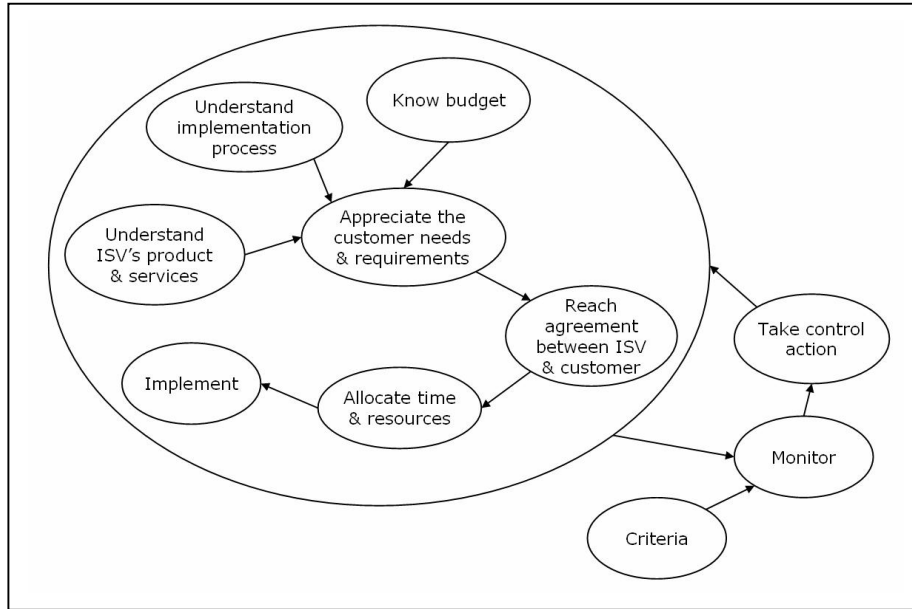 Understand
implementation
process
Know budget
Understand
ISV's product
& services
Appreciate the
customer needs
& requirements
Reach
agreement
between ISV
& customer
Take control
action
Implement
Allocate time
& resources
Monitor
Criteria